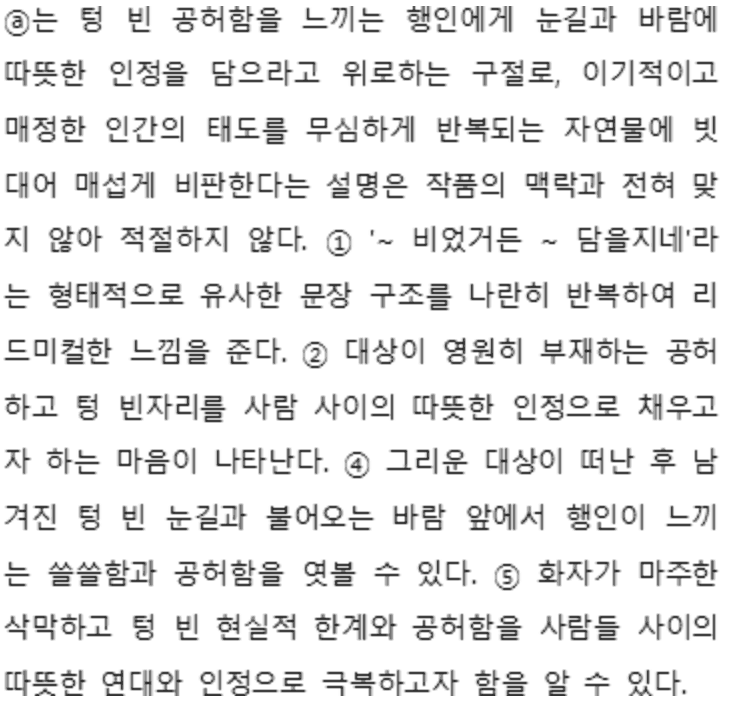 ⓐ는 텅 빈 공허함을 느끼는 행인에게 눈길과 바람에
따뜻한 인정을 담으라고 위로하는 구절로, 이기적이고
매정한 인간의 태도를 무심하게 반복되는 자연물에 빗
대어 매섭게 비판한다는 설명은 작품의 맥락과 전혀 맞
지 않아 적절하지 않다. ① '~ 비었거든 ~ 담을지네'라
는 형태적으로 유사한 문장 구조를 나란히 반복하여 리
드미컬한 느낌을 준다. ② 대상이 영원히 부재하는 공허
하고 텅 빈자리를 사람 사이의 따뜻한 인정으로 채우고
자 하는 마음이 나타난다. ④ 그리운 대상이 떠난 후 남
겨진 텅 빈 눈길과 불어오는 바람 앞에서 행인이 느끼
는 쓸쓸함과 공허함을 엿볼 수 있다. ⑤ 화자가 마주한
삭막하고 텅 빈 현실적 한계와 공허함을 사람들 사이의
따뜻한 연대와 인정으로 극복하고자 함을 알 수 있다.